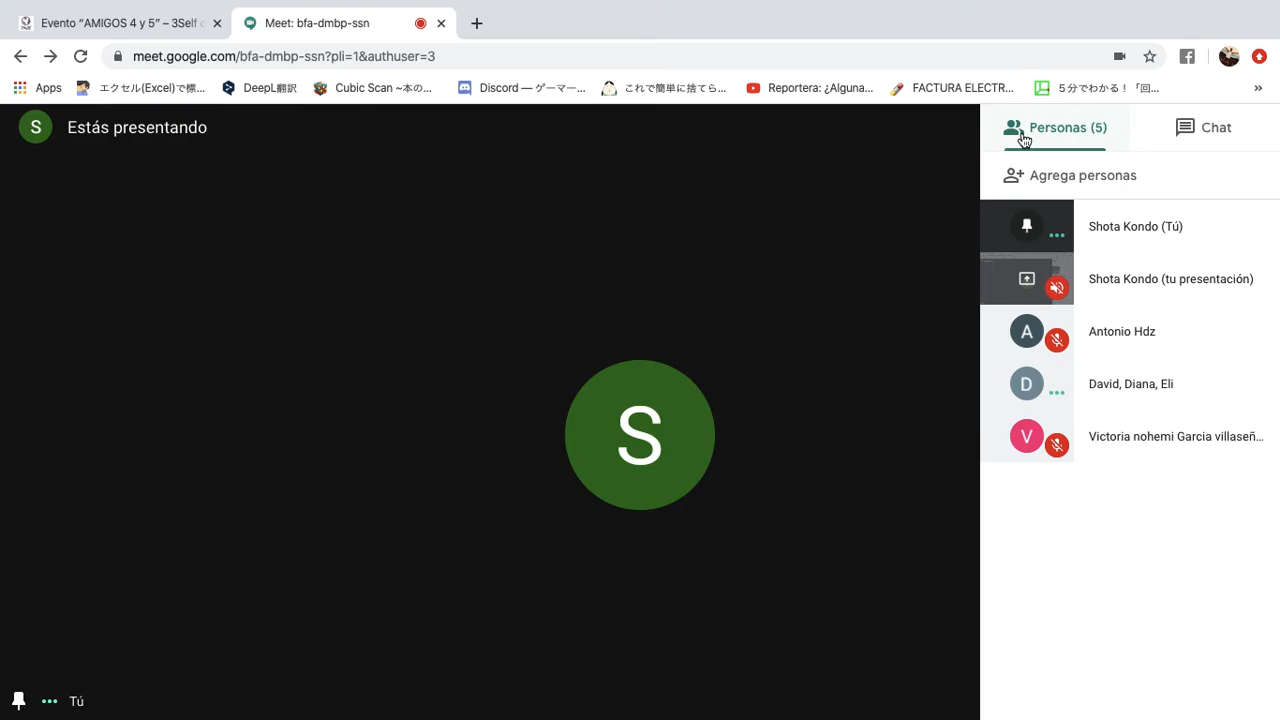 Evento “AMIGOS 4 y 5” – 3Self
Meet: bfa-dmbp-ssn
meet.google.com/bfa-dmbp-ssn?pli=1&authuser=3
Apps
エクセル(Excel)で標...
DeepL翻訳
Cubic Scan ~本の...
Discord — ゲーマー...
これで簡単に捨てら...
Reportera: ¿Alguna...
FACTURA ELECTR...
５分でわかる！「回...
»
S Estás presentando
Personas (5)
Chat
Agrega personas
Shota Kondo (Tú)
Shota Kondo (tu presentación)
A Antonio Hdz
D David, Diana, Eli
V Victoria nohemi Garcia villaseñ...
S
Tú